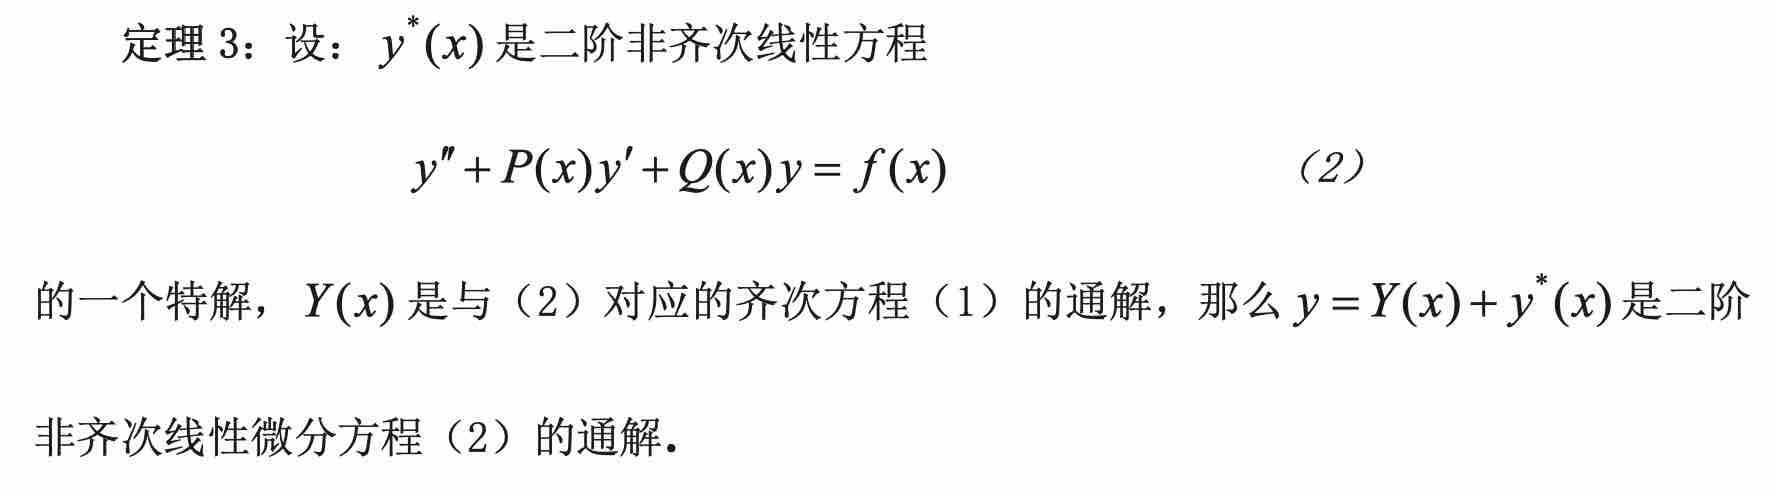 定理 3：设：y*(x) 是二阶非齐次线性方程
y″ + P(x)y′ + Q(x)y = f(x) （2）
的一个特解，Y(x) 是与（2）对应的齐次方程（1）的通解，那么 y = Y(x) + y*(x) 是二阶
非齐次线性微分方程（2）的通解．